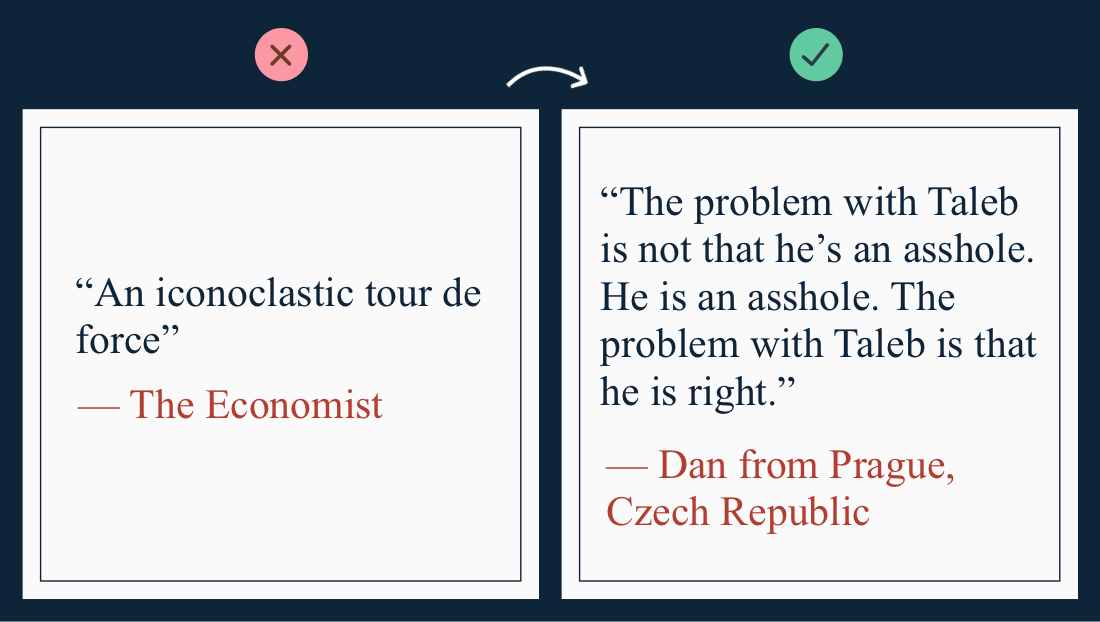 “An iconoclastic tour de
force”
— The Economist
“The problem with Taleb
is not that he’s an asshole.
He is an asshole. The
problem with Taleb is that
he is right.”
— Dan from Prague,
Czech Republic